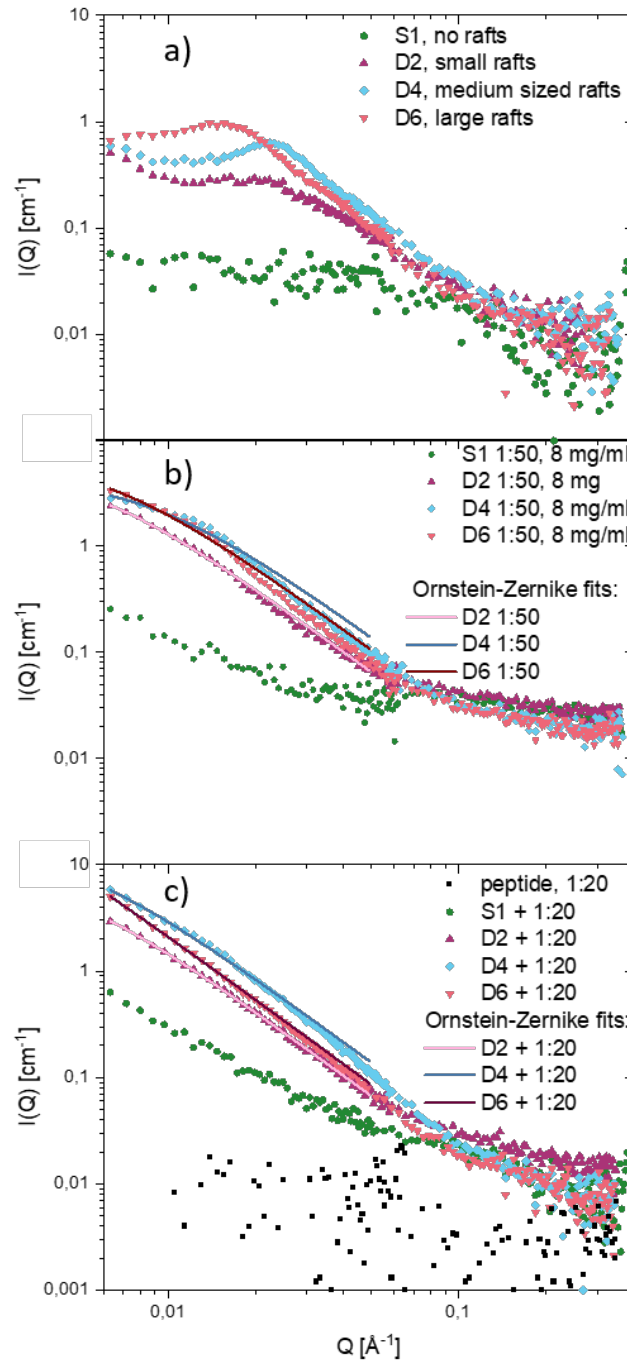 a)
S1, no rafts
D2, small rafts
D4, medium sized rafts
D6, large rafts
10
1
0,1
0,01
I(Q) [cm-1]
b)
S1 1:50, 8 mg/ml
D2 1:50, 8 mg
D4 1:50, 8 mg/ml
D6 1:50, 8 mg/ml
Ornstein-Zernike fits:
D2 1:50
D4 1:50
D6 1:50
1
0,1
0,01
I(Q) [cm-1]
c)
peptide, 1:20
S1 + 1:20
D2 + 1:20
D4 + 1:20
D6 + 1:20
Ornstein-Zernike fits:
D2 + 1:20
D4 + 1:20
D6 + 1:20
10
1
0,1
0,01
0,001
I(Q) [cm-1]
0,01 0,1
Q [Å-1]